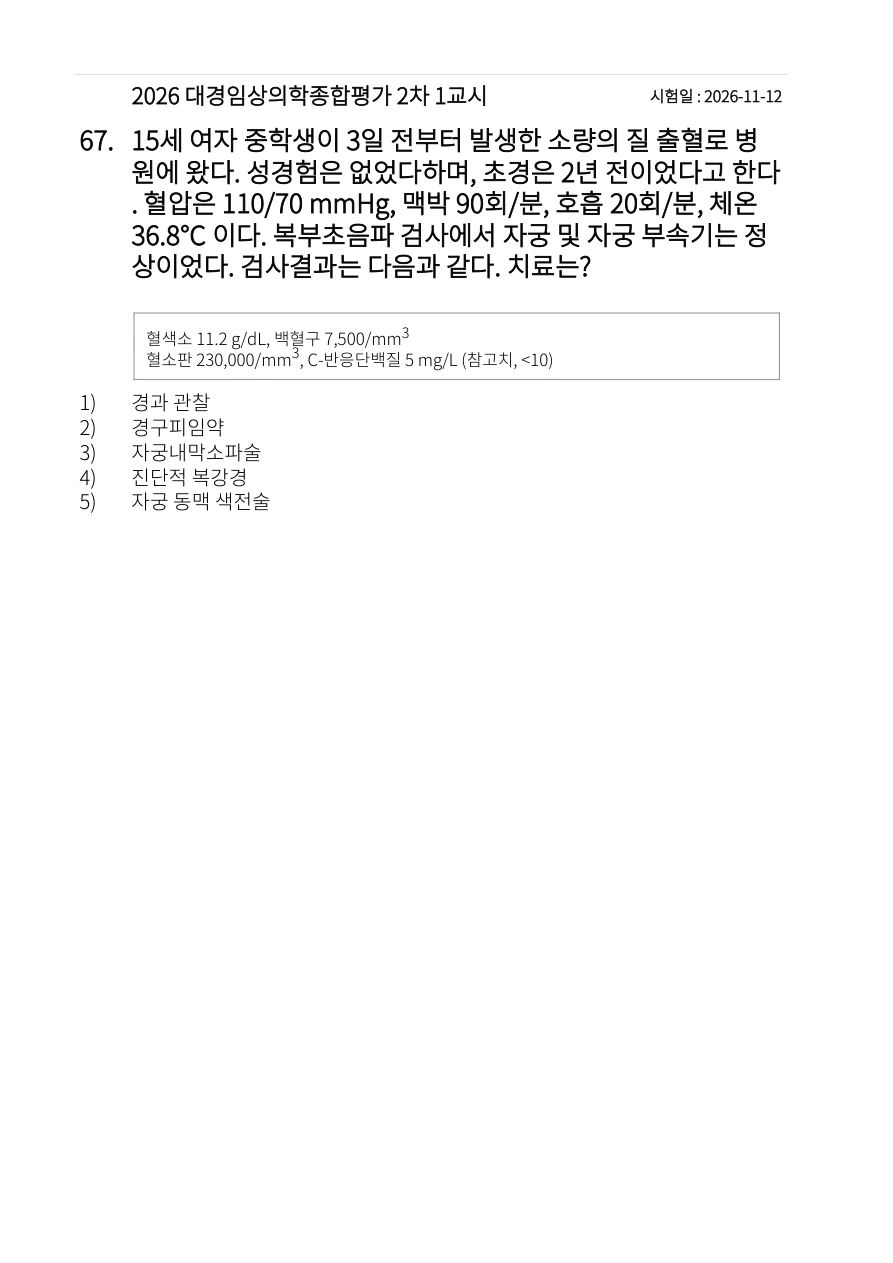 2026 대경임상의학종합평가 2차 1교시
시험일 : 2026-11-12
67. 15세 여자 중학생이 3일 전부터 발생한 소량의 질 출혈로 병
원에 왔다. 성경험은 없었다하며, 초경은 2년 전이었다고 한다
. 혈압은 110/70 mmHg, 맥박 90회/분, 호흡 20회/분, 체온
36.8°C 이다. 복부초음파 검사에서 자궁 및 자궁 부속기는 정
상이었다. 검사결과는 다음과 같다. 치료는?
혈색소 11.2 g/dL, 백혈구 7,500/mm³
혈소판 230,000/mm³, C-반응단백질 5 mg/L (참고치, <10)
1) 경과 관찰
2) 경구피임약
3) 자궁내막소파술
4) 진단적 복강경
5) 자궁 동맥 색전술